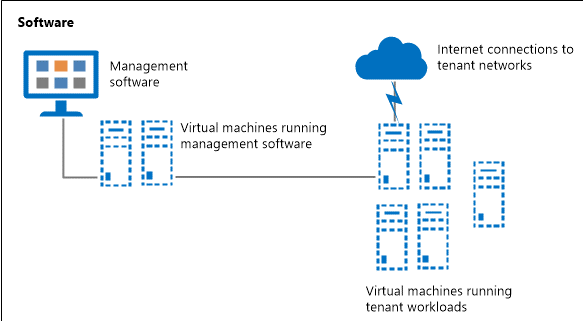 Software
Management
software
Internet connections to
tenant networks
Virtual machines running
management software
Virtual machines running
tenant workloads